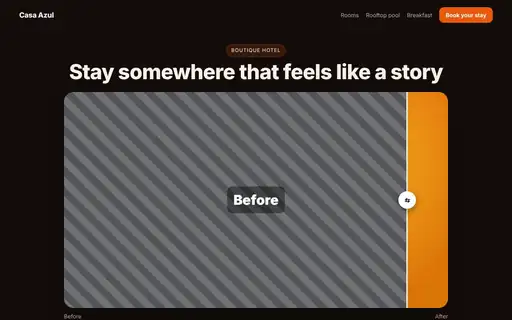 Casa Azul
Rooms Rooftop pool Breakfast Book your stay
BOUTIQUE HOTEL
Stay somewhere that feels like a story
Before
Before After